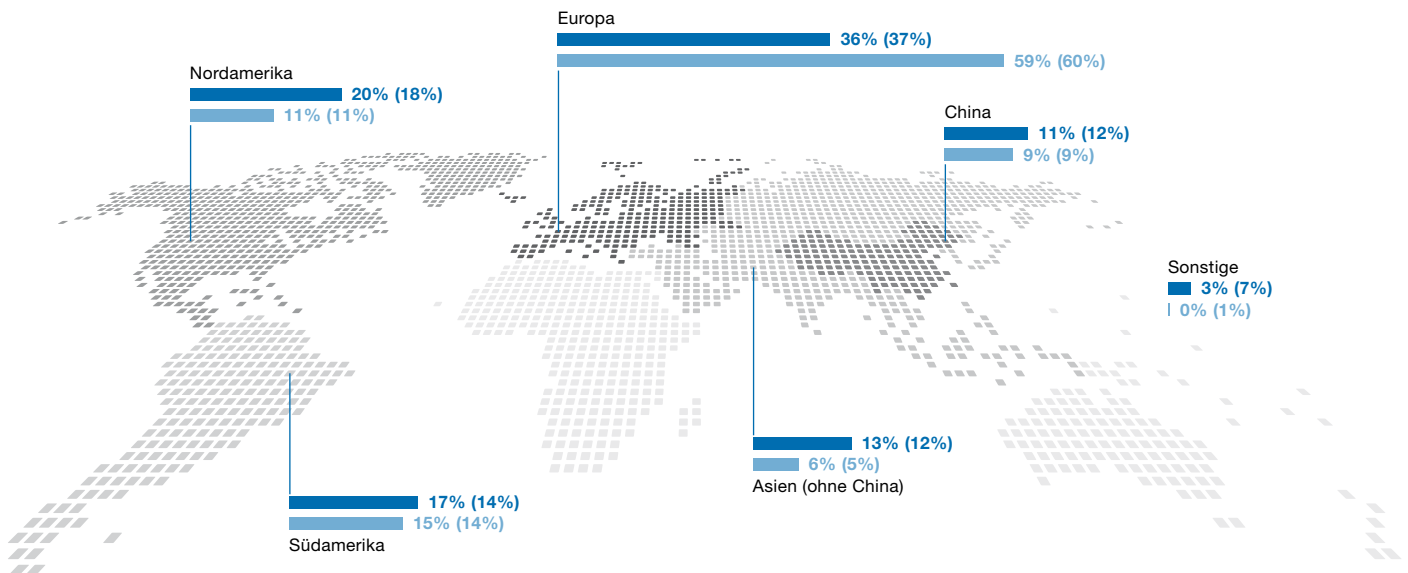 Europa
36% (37%)
59% (60%)
Nordamerika
20% (18%)
11% (11%)
China
11% (12%)
9% (9%)
Sonstige
3% (7%)
0% (1%)
13% (12%)
6% (5%)
Asien (ohne China)
17% (14%)
15% (14%)
Südamerika